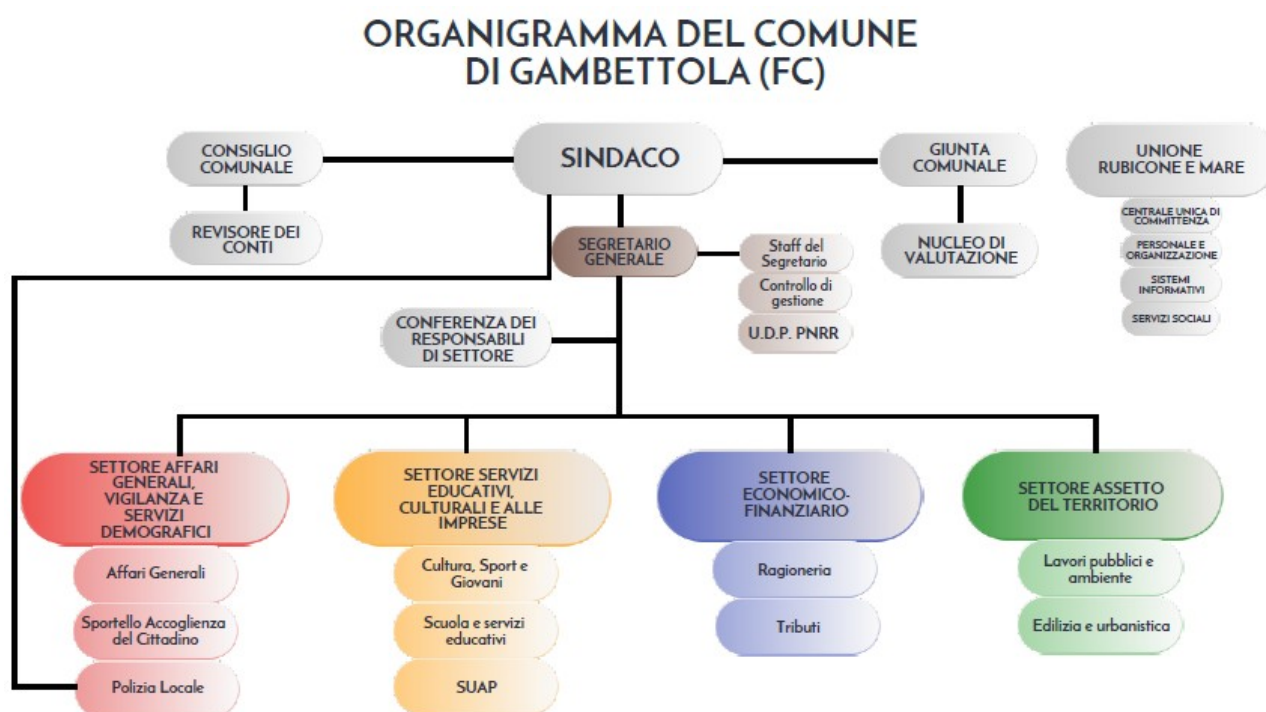 ORGANIGRAMMA DEL COMUNE
DI GAMBETTOLA (FC)
CONSIGLIO
COMUNALE
SINDACO
GIUNTA
COMUNALE
UNIONE
RUBICONE E MARE
REVISORE DEI
CONTI
SEGRETARIO
GENERALE
Staff del
Segretario
Controllo di
gestione
U.D.P. PNRR
NUCLEO DI
VALUTAZIONE
CENTRALE UNICA DI
COMMITTENZA
PERSONALE E
ORGANIZZAZIONE
SISTEMI
INFORMATIVI
SERVIZI SOCIALI
CONFERENZA DEI
RESPONSABILI
DI SETTORE
SETTORE AFFARI
GENERALI,
VIGILANZA E
SERVIZI
DEMOGRAFICI
Affari Generali
Sportello Accoglienza
del Cittadino
Polizia Locale
SETTORE SERVIZI
EDUCATIVI,
CULTURALI E ALLE
IMPRESE
Cultura, Sport e
Giovani
Scuola e servizi
educativi
SUAP
SETTORE
ECONOMICO-
FINANZIARIO
Ragioneria
Tributi
SETTORE ASSETTO
DEL TERRITORIO
Lavori pubblici e
ambiente
Edilizia e urbanistica